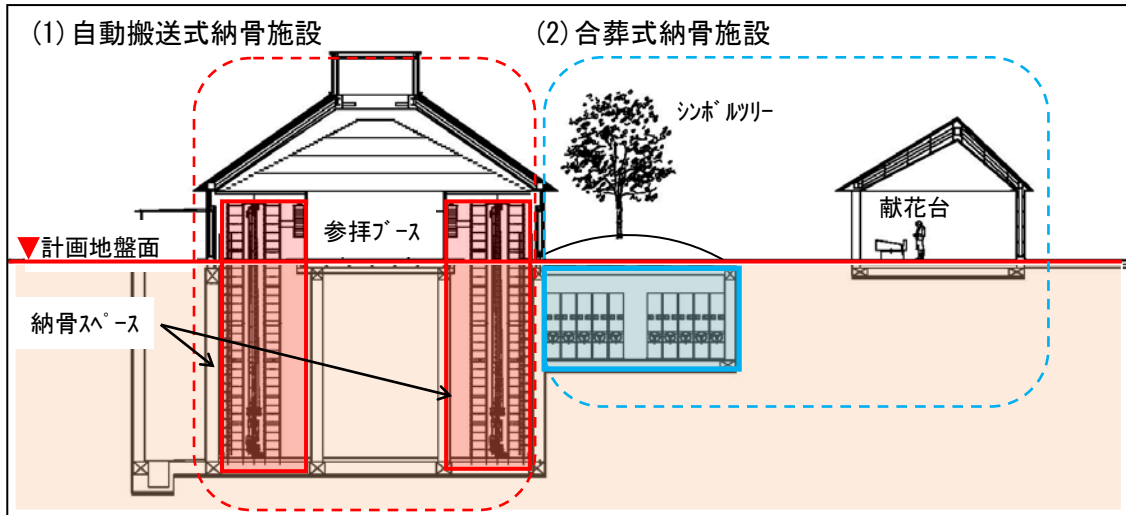 (1) 自動搬送式納骨施設
(2) 合葬式納骨施設
シンボルツリー
参拝ブース
献花台
▼計画地盤面
納骨スペース